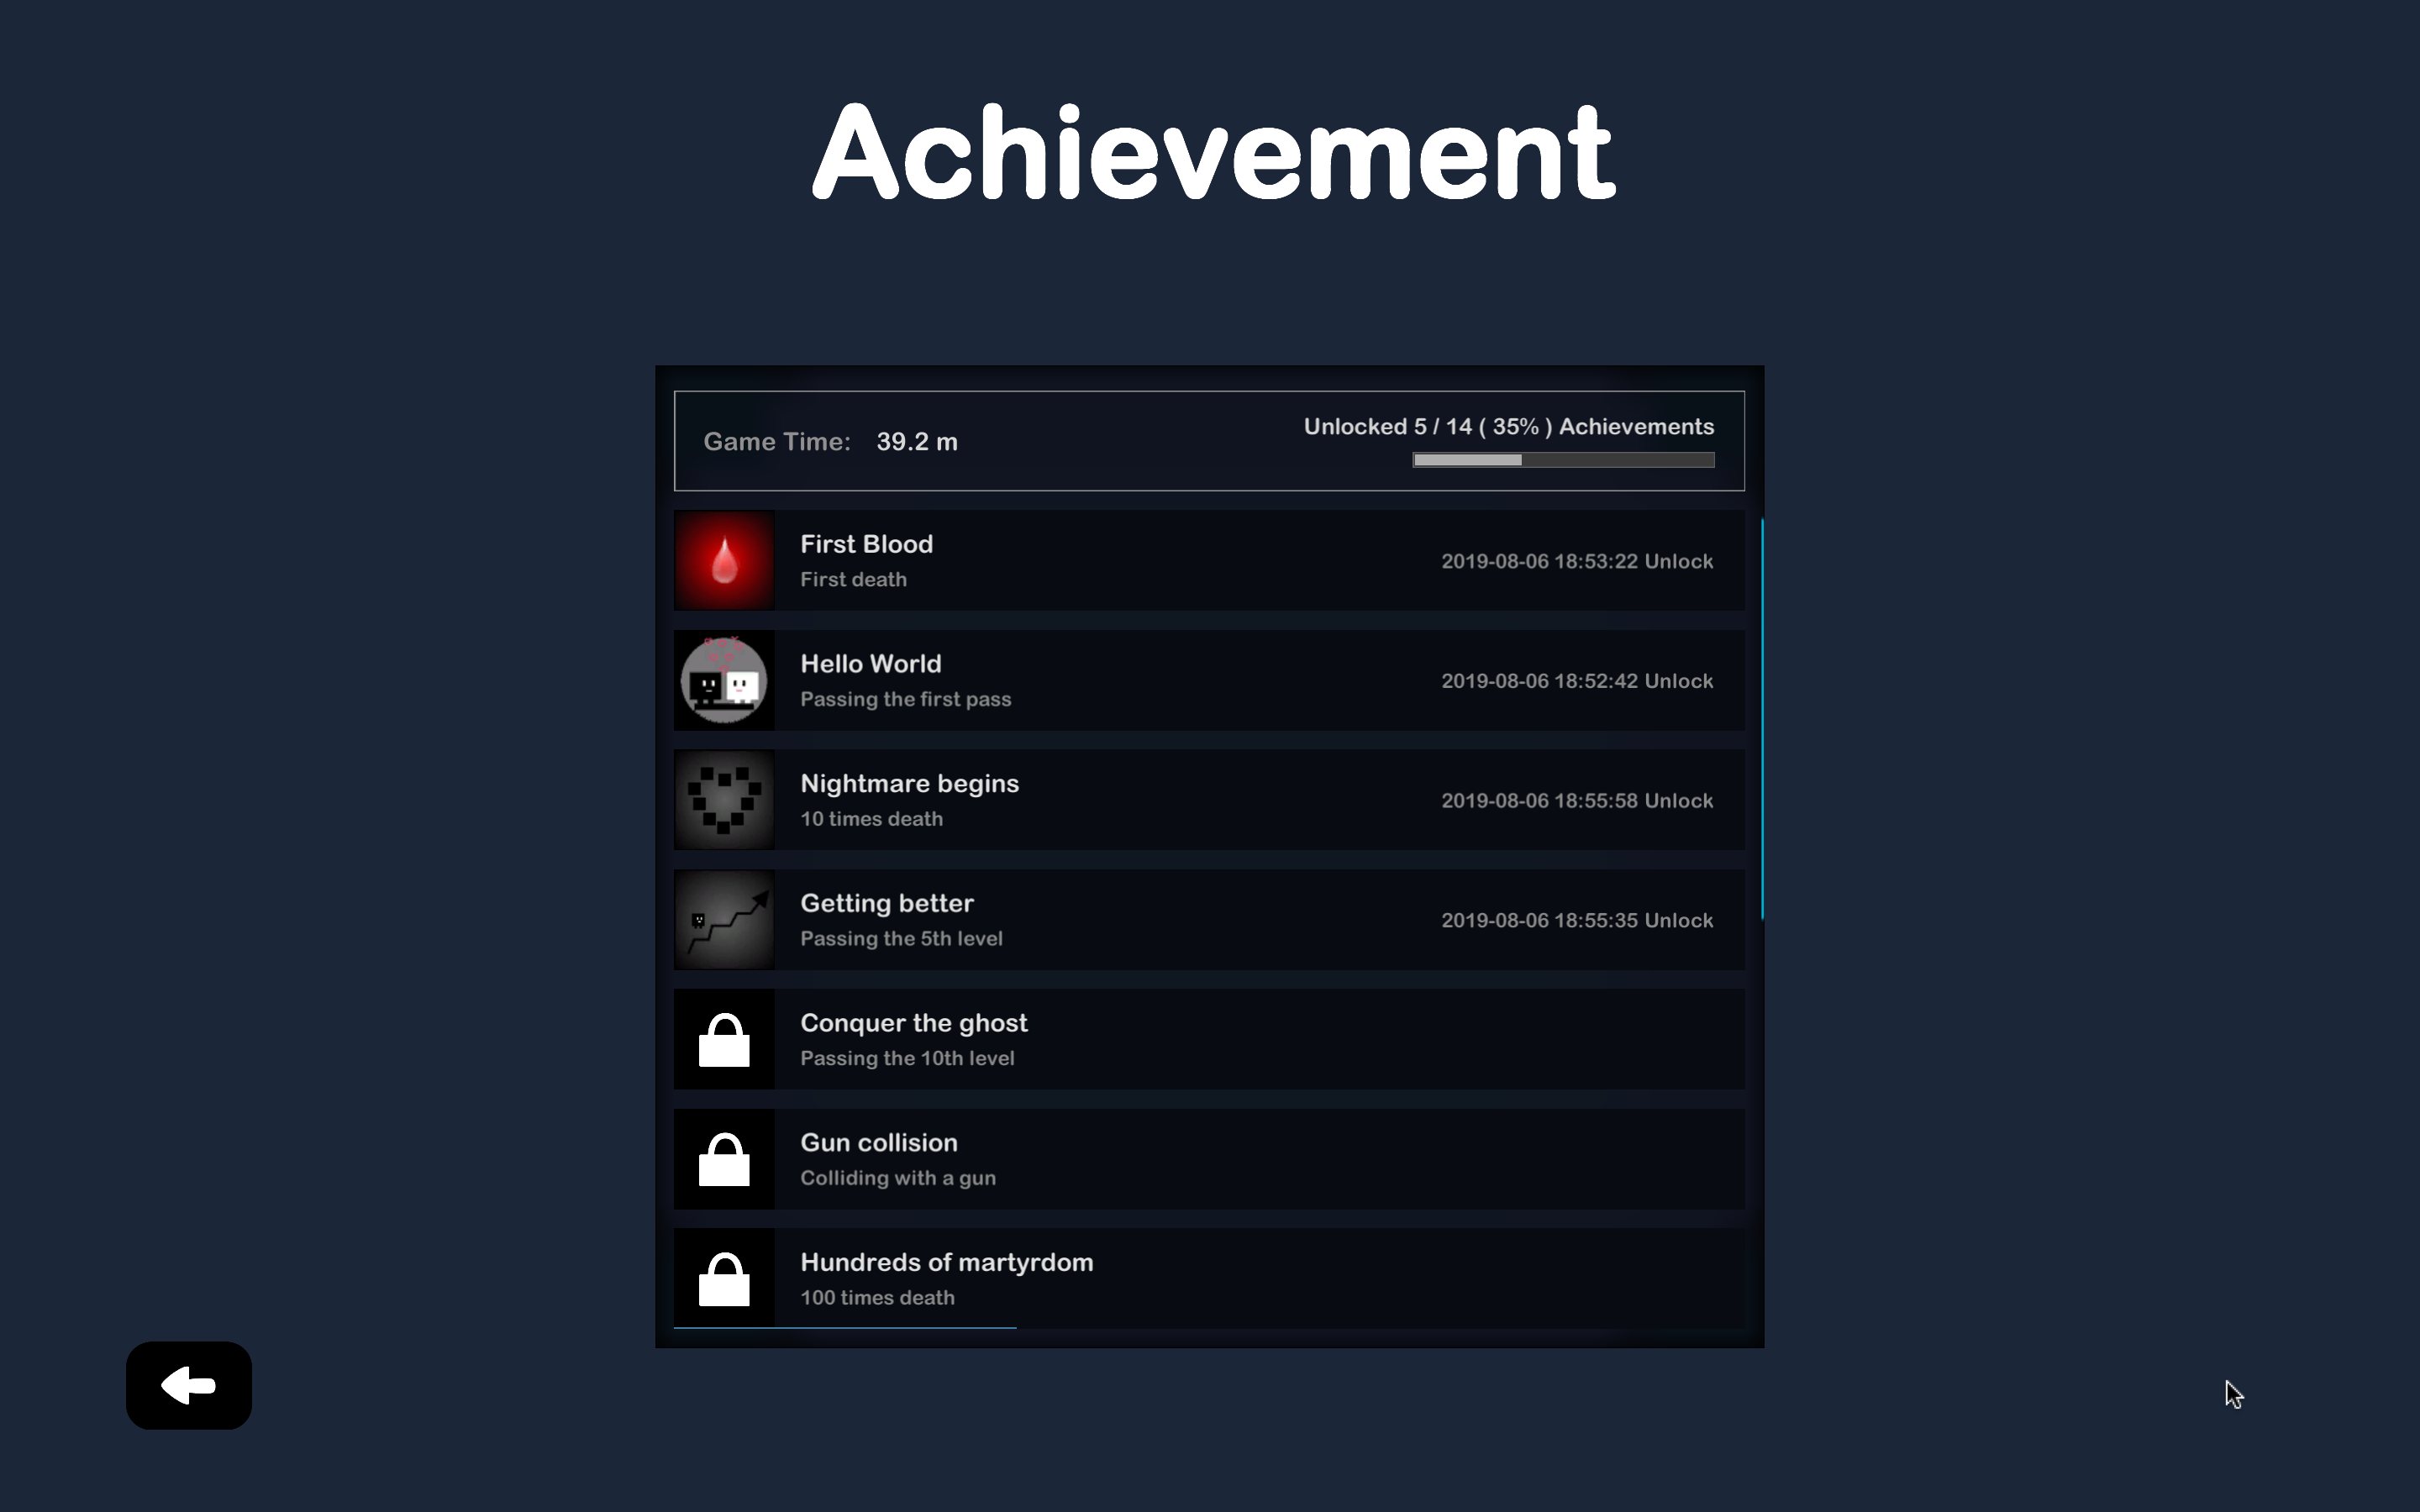 Achievement
Game Time: 39.2 m
Unlocked 5 / 14 ( 35% ) Achievements
First Blood
First death
2019-08-06 18:53:22 Unlock
Hello World
Passing the first pass
2019-08-06 18:52:42 Unlock
Nightmare begins
10 times death
2019-08-06 18:55:58 Unlock
Getting better
Passing the 5th level
2019-08-06 18:55:35 Unlock
Conquer the ghost
Passing the 10th level
Gun collision
Colliding with a gun
Hundreds of martyrdom
100 times death